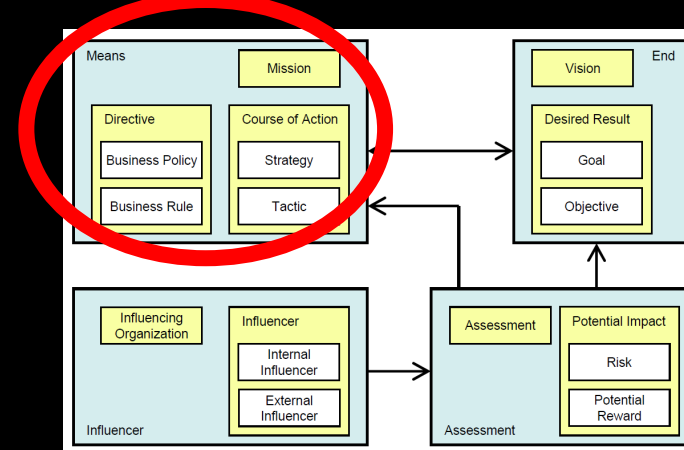 Means
Mission
Directive
Business Policy
Business Rule
Course of Action
Strategy
Tactic
End
Vision
Desired Result
Goal
Objective
Influencing
Organization
Influencer
Internal
Influencer
External
Influencer
Influencer
Assessment
Potential Impact
Risk
Potential
Reward
Assessment